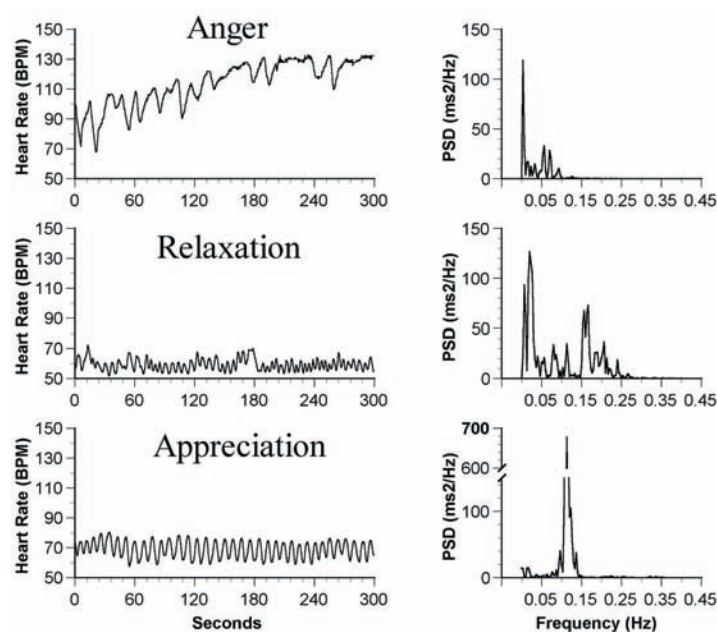 Anger
Heart Rate (BPM)
150
130
110
90
70
50
0 60 120 180 240 300
PSD (ms2/Hz)
150
100
50
0
0.05 0.15 0.25 0.35 0.45
Relaxation
Heart Rate (BPM)
150
130
110
90
70
50
0 60 120 180 240 300
PSD (ms2/Hz)
150
100
50
0
0.05 0.15 0.25 0.35 0.45
Appreciation
Heart Rate (BPM)
150
130
110
90
70
50
0 60 120 180 240 300
Seconds
PSD (ms2/Hz)
700
600
100
0
0.05 0.15 0.25 0.35 0.45
Frequency (Hz)